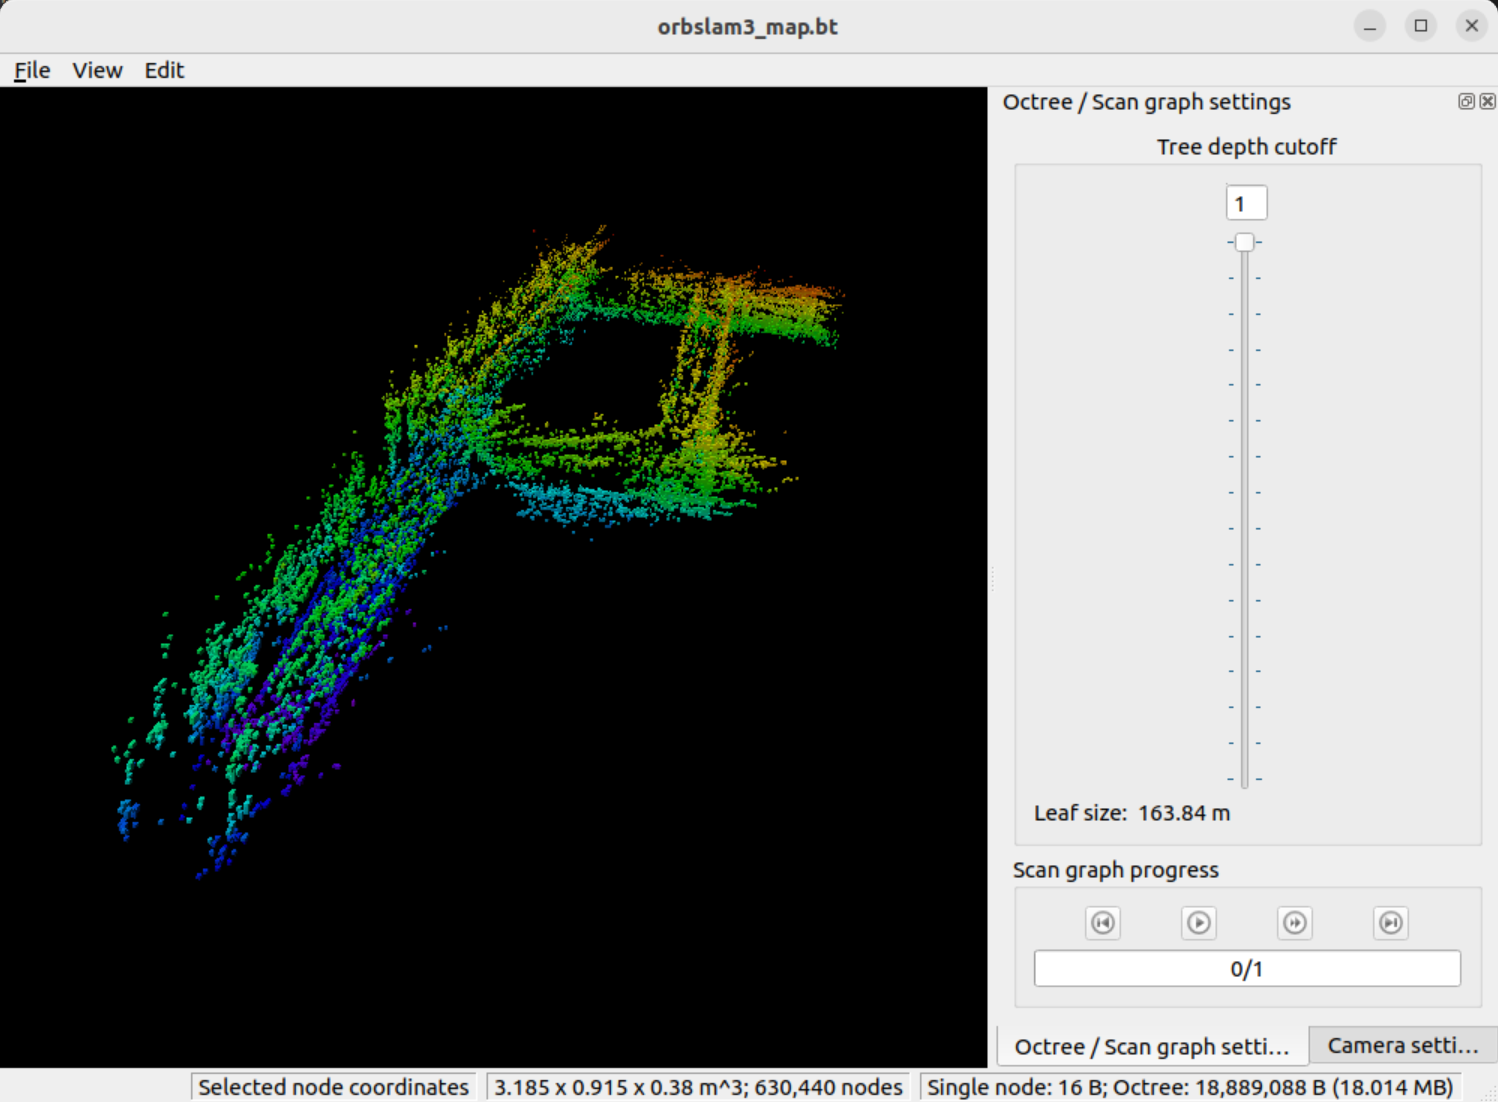 orbslam3_map.bt
File View Edit
Octree / Scan graph settings
Tree depth cutoff
1
Leaf size: 163.84 m
Scan graph progress
0/1
Octree / Scan graph setti... Camera setti...
Selected node coordinates 3.185 x 0.915 x 0.38 m^3; 630,440 nodes Single node: 16 B; Octree: 18,889,088 B (18.014 MB)